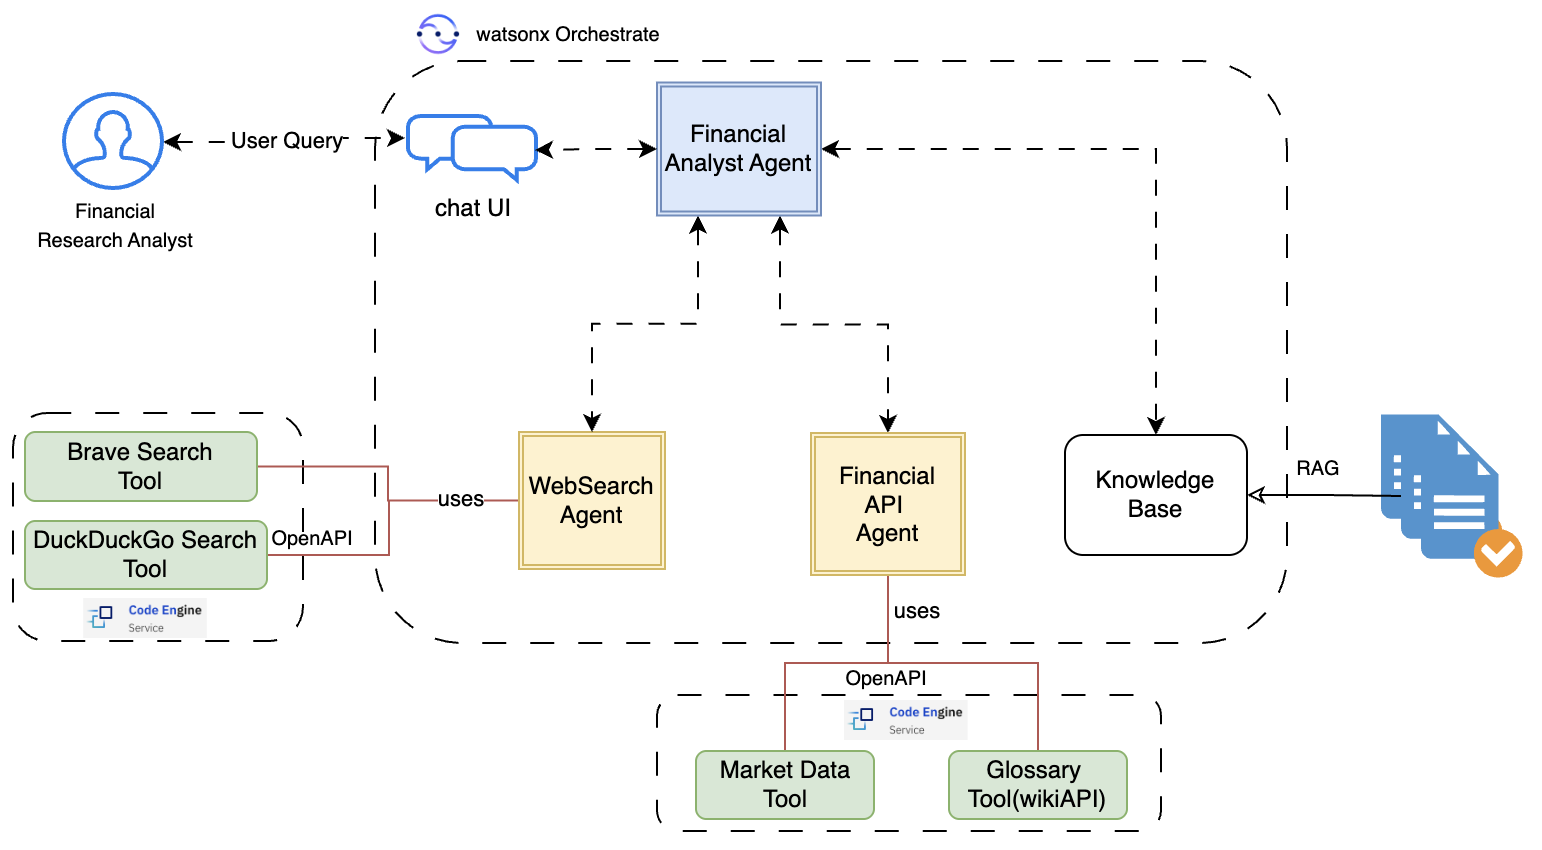 watsonx Orchestrate
Financial
Analyst Agent
User Query
chat UI
Financial
Research Analyst
Brave Search
Tool
DuckDuckGo Search
Tool
OpenAPI
Code Engine
Service
uses
WebSearch
Agent
Financial
API
Agent
Knowledge
Base
RAG
uses
OpenAPI
Code Engine
Service
Market Data
Tool
Glossary
Tool(wikiAPI)